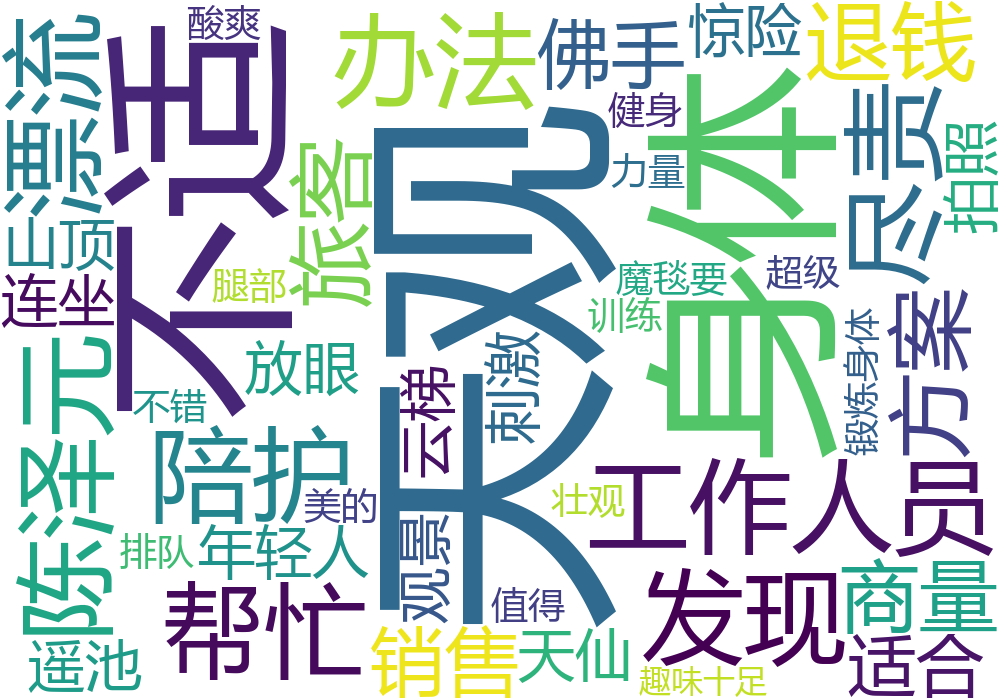 酸爽
办法
佛手
惊险
退钱
漂流
不适
天观
身体
健身
力量
尽责
拍照
旅客
山顶
连坐
腿部
魔毯要
超级
训练
放眼
刺激
锻炼身体
方案
陈泽元
不错
云梯
陪护
美的
壮观
工作人员
排队
年轻人
观景
值得
发现
商量
帮忙
遥池
销售
天仙
趣味十足
适合